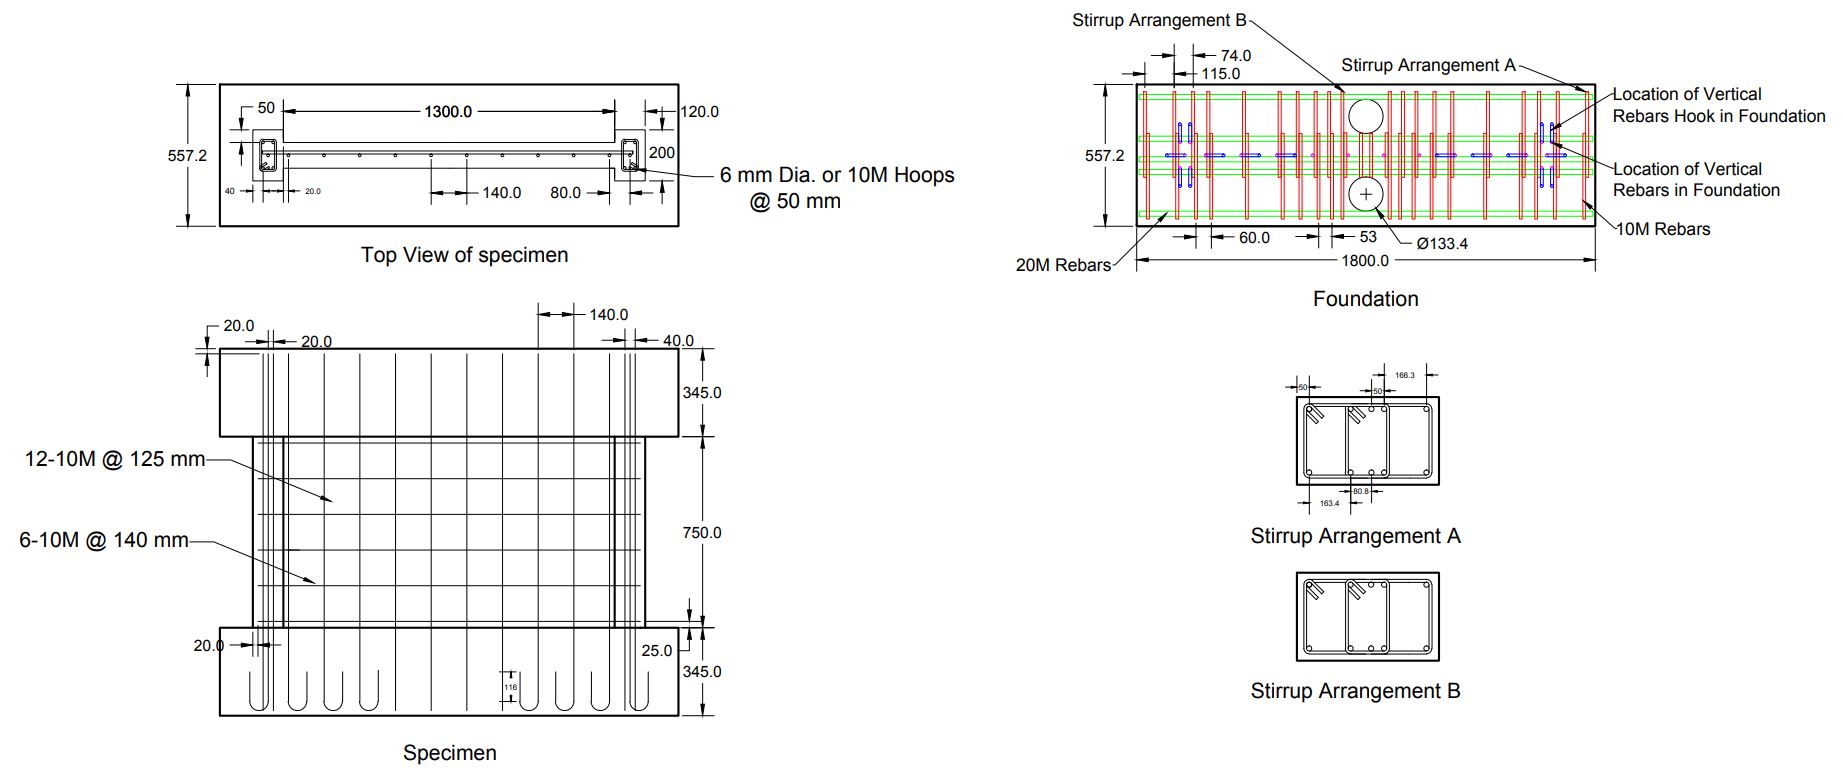 50
1300.0
120.0
557.2
200
40
20.0
140.0
80.0
6 mm Dia. or 10M Hoops
@ 50 mm
Top View of specimen
20.0
20.0
140.0
40.0
345.0
12-10M @ 125 mm
6-10M @ 140 mm
750.0
20.0
25.0
116
345.0
Specimen
Stirrup Arrangement B
74.0
115.0
Stirrup Arrangement A
Location of Vertical
Rebars Hook in Foundation
557.2
Location of Vertical
Rebars in Foundation
10M Rebars
60.0
53
Ø133.4
20M Rebars
1800.0
Foundation
166.3
50
50
80.8
163.4
Stirrup Arrangement A
Stirrup Arrangement B